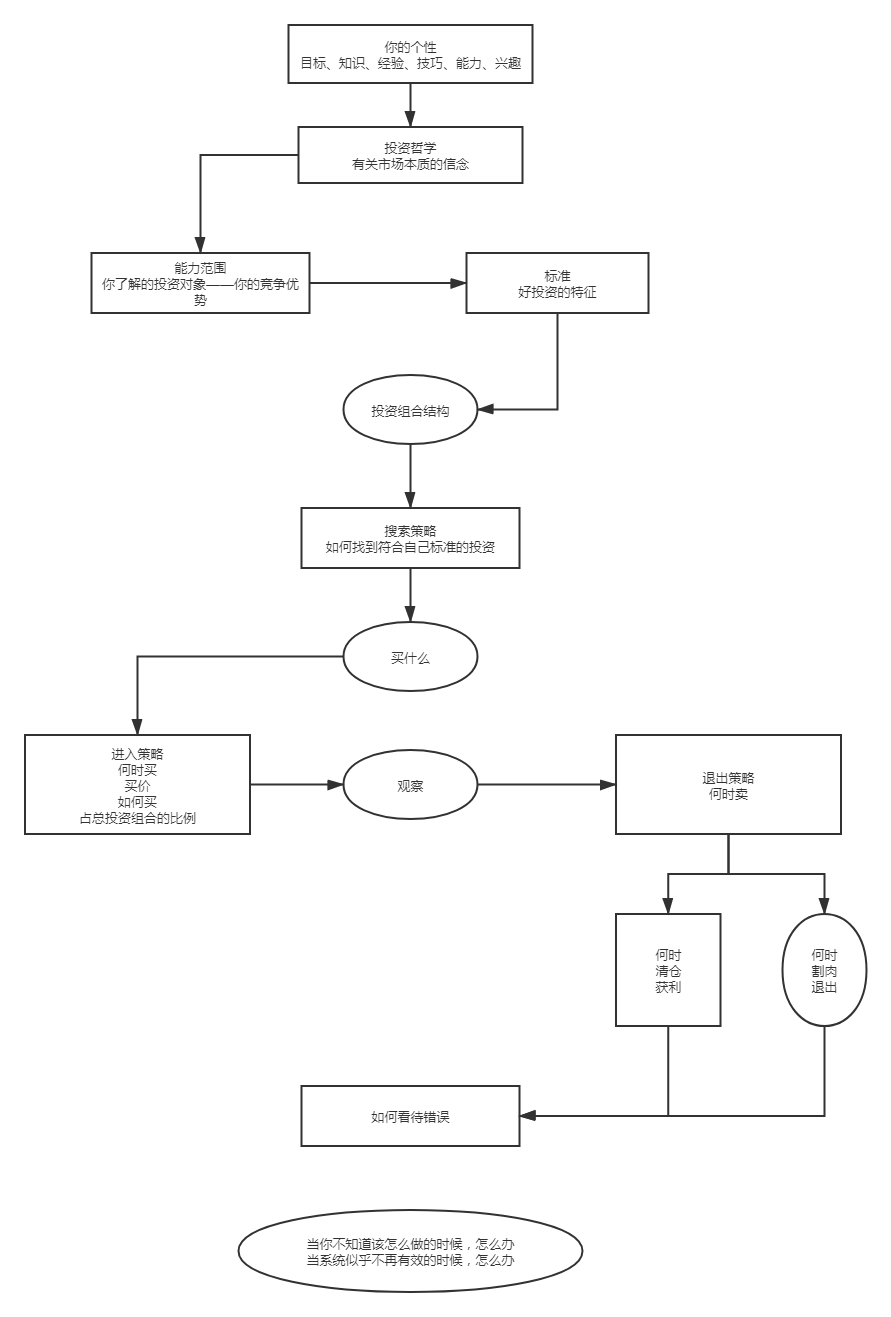 你的个性
目标、知识、经验、技巧、能力、兴趣
投资哲学
有关市场本质的信念
能力范围
你了解的投资对象——你的竞争优
势
标准
好投资的特征
投资组合结构
搜索策略
如何找到符合自己标准的投资
买什么
进入策略
何时买
买价
如何买
占总投资组合的比例
观察
退出策略
何时卖
何时
清仓
获利
何时
割肉
退出
如何看待错误
当你不知道该怎么做的时候，怎么办
当系统似乎不再有效的时候，怎么办